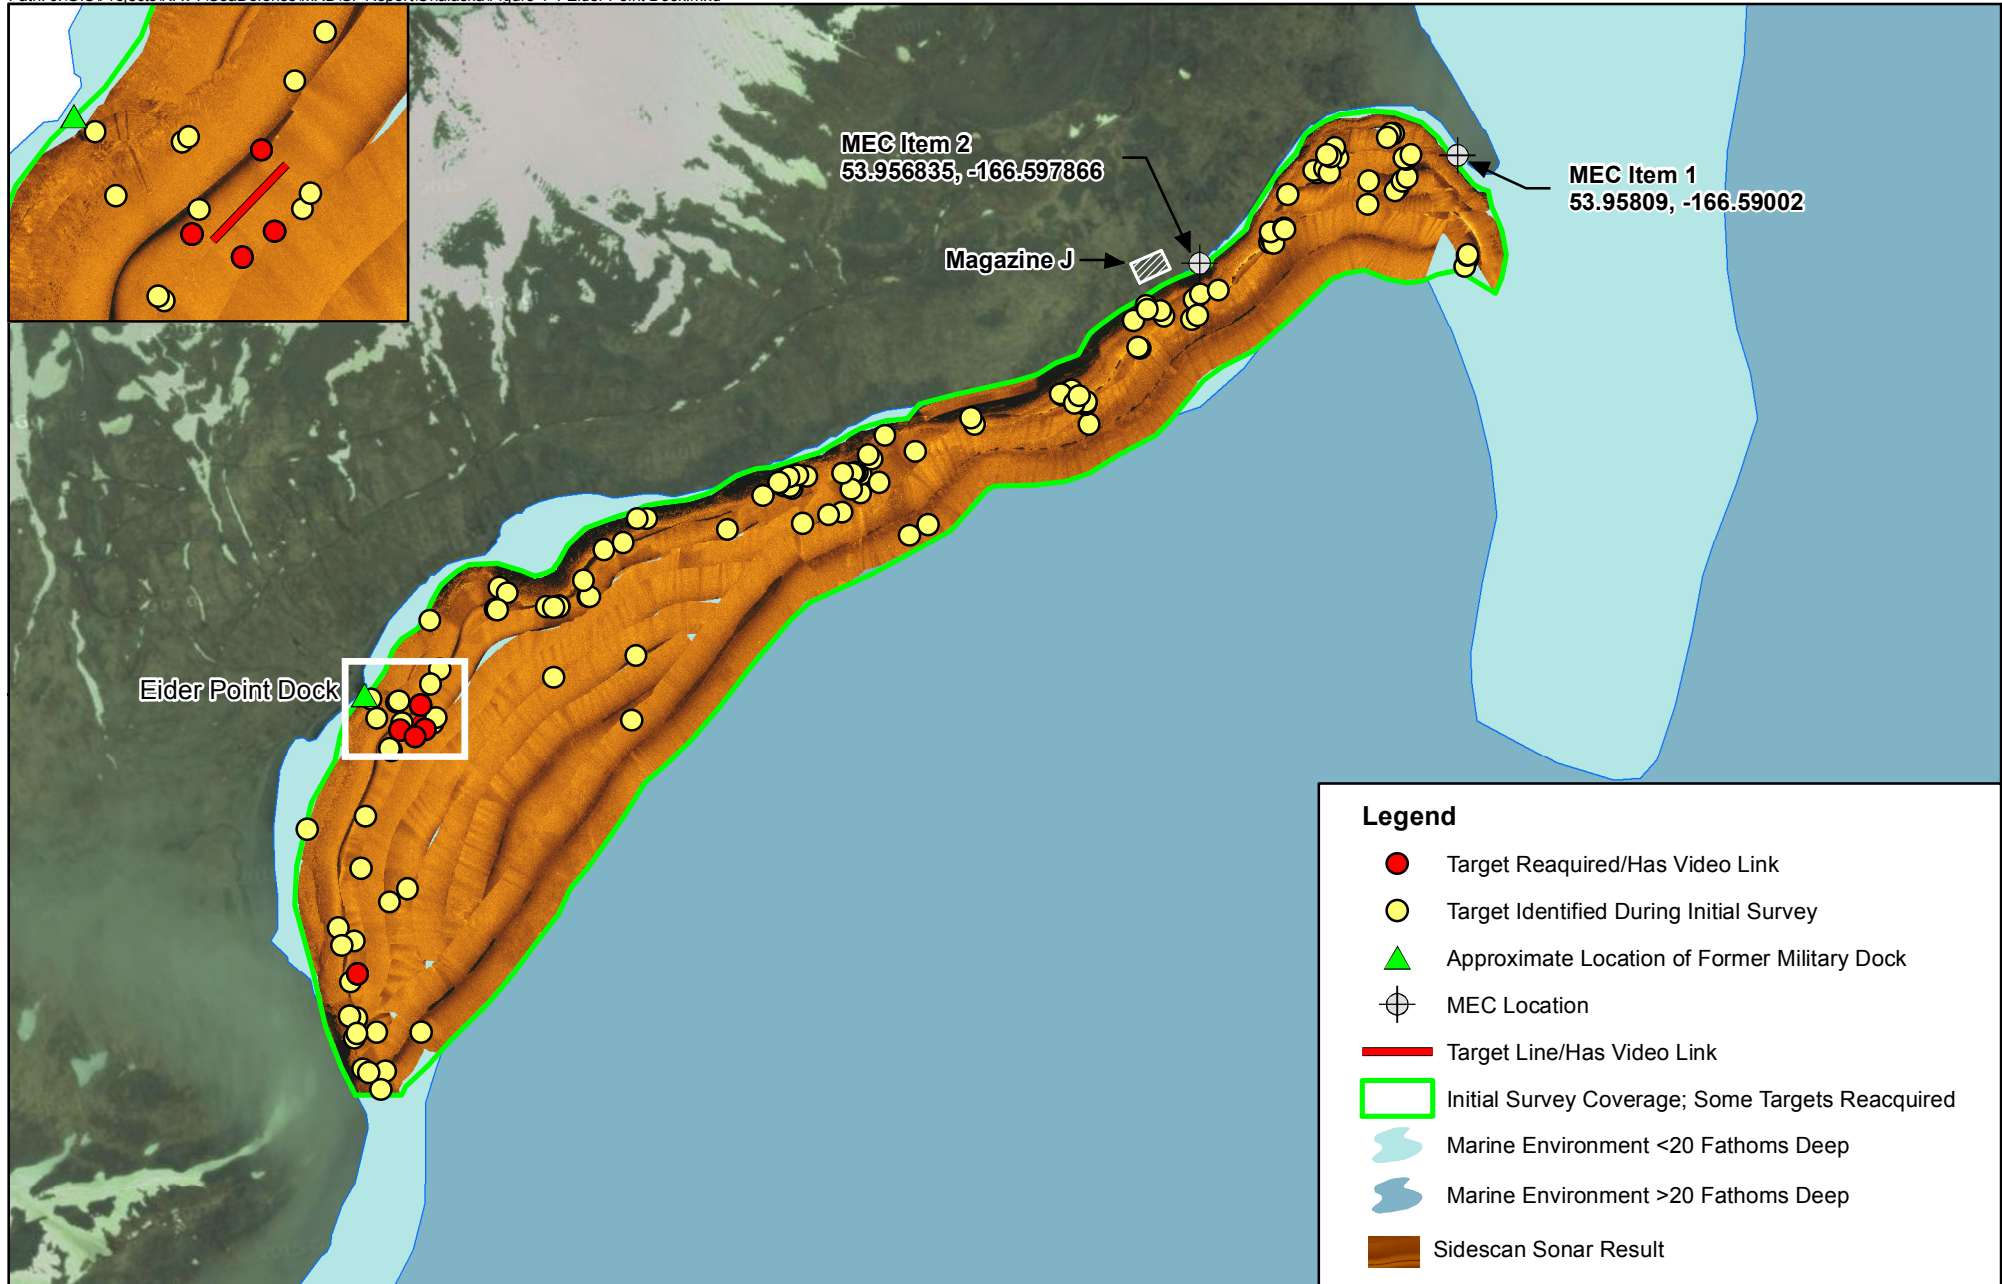 MEC Item 2
53.956835, -166.597866
MEC Item 1
53.95809, -166.59002
Magazine J
Eider Point Dock
Legend
Target Reaquired/Has Video Link
Target Identified During Initial Survey
Approximate Location of Former Military Dock
MEC Location
Target Line/Has Video Link
Initial Survey Coverage; Some Targets Reacquired
Marine Environment <20 Fathoms Deep
Marine Environment >20 Fathoms Deep
Sidescan Sonar Result